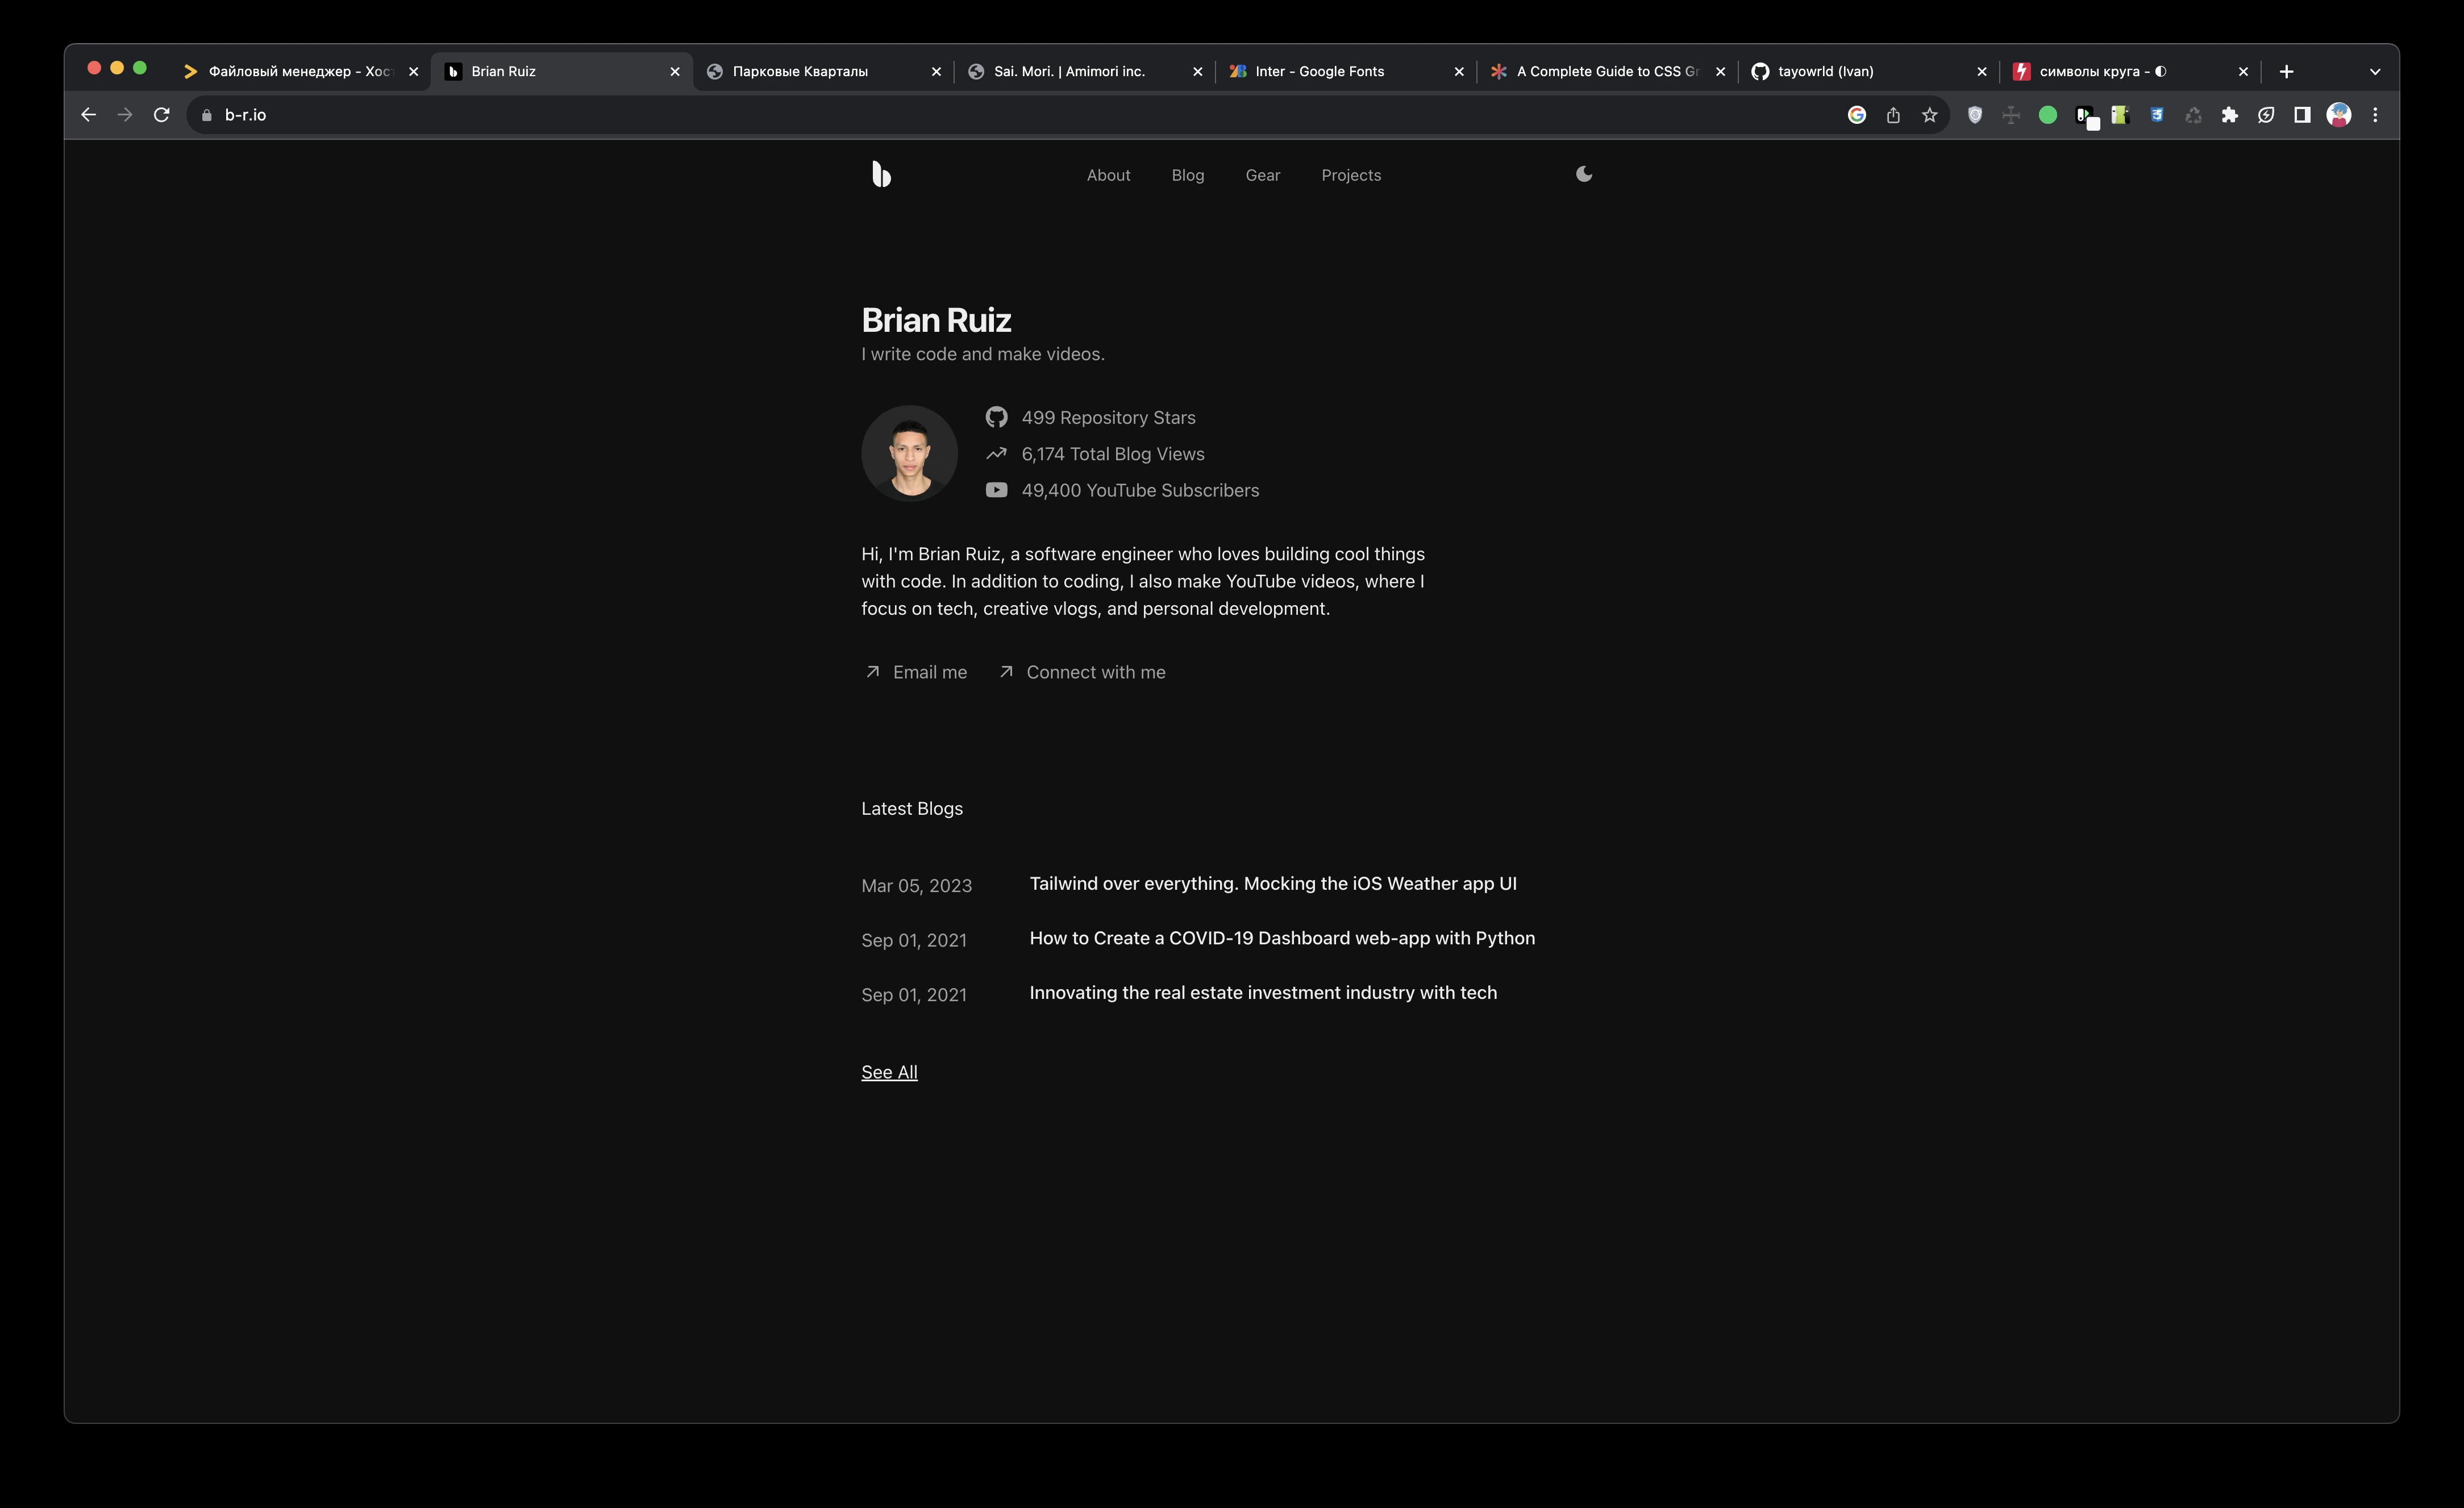 Файловый менеджер - Хост
Brian Ruiz
Парковые Кварталы
Sai. Mori. | Amimori inc.
Inter - Google Fonts
A Complete Guide to CSS Gr
tayowrld (Ivan)
символы круга - ◐
b-r.io
About
Blog
Gear
Projects
Brian Ruiz
I write code and make videos.
499 Repository Stars
6,174 Total Blog Views
49,400 YouTube Subscribers
Hi, I'm Brian Ruiz, a software engineer who loves building cool things
with code. In addition to coding, I also make YouTube videos, where I
focus on tech, creative vlogs, and personal development.
Email me
Connect with me
Latest Blogs
Mar 05, 2023 Tailwind over everything. Mocking the iOS Weather app UI
Sep 01, 2021 How to Create a COVID-19 Dashboard web-app with Python
Sep 01, 2021 Innovating the real estate investment industry with tech
See All